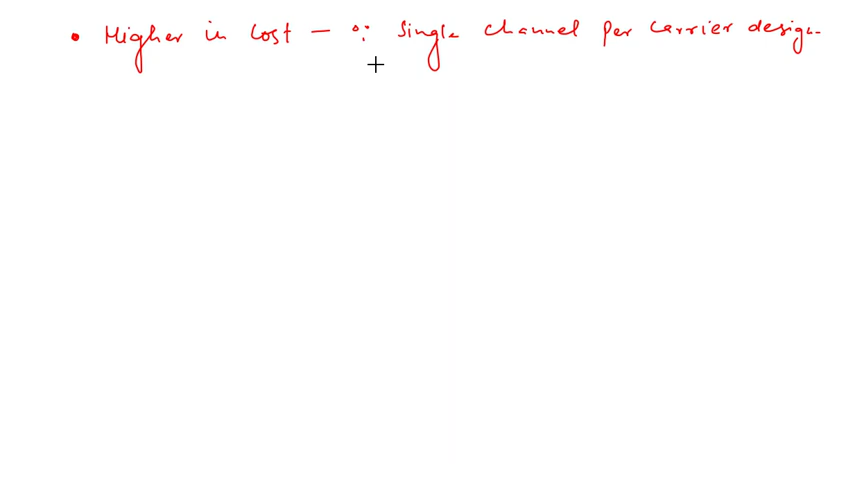 • Higher in cost – ∵ single channel per carrier design.